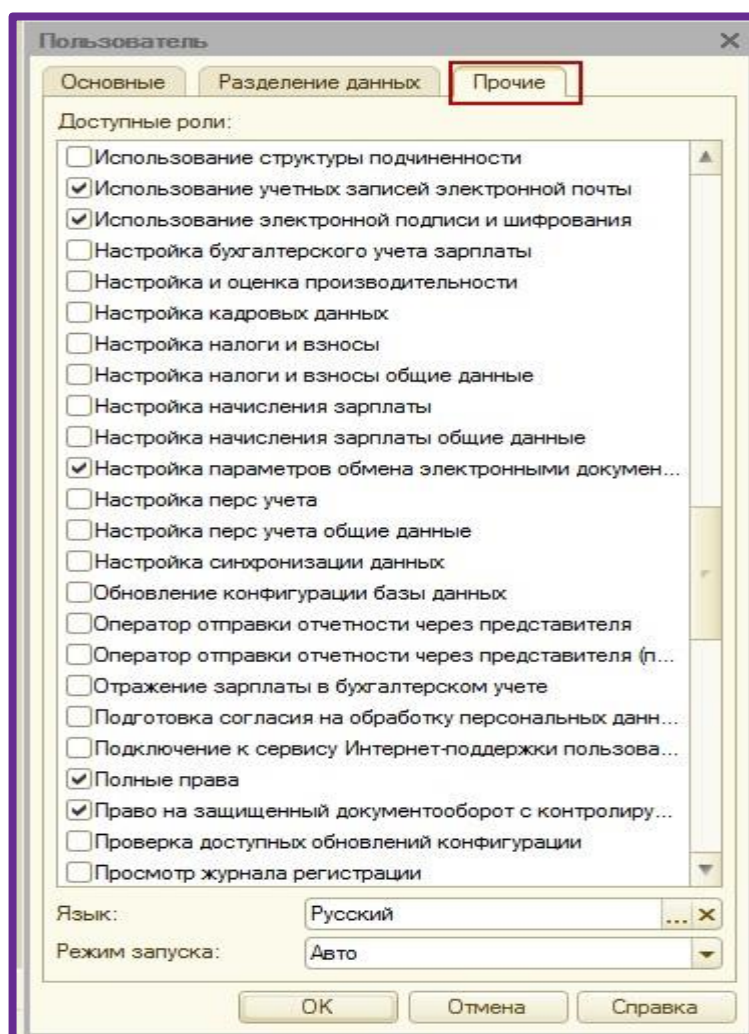 Пользователь
Основные Разделение данных Прочие
Доступные роли:
Использование структуры подчиненности
Использование учетных записей электронной почты
Использование электронной подписи и шифрования
Настройка бухгалтерского учета зарплаты
Настройка и оценка производительности
Настройка кадровых данных
Настройка налоги и взносы
Настройка налоги и взносы общие данные
Настройка начисления зарплаты
Настройка начисления зарплаты общие данные
Настройка параметров обмена электронными докумен...
Настройка перс учета
Настройка перс учета общие данные
Настройка синхронизации данных
Обновление конфигурации базы данных
Оператор отправки отчетности через представителя
Оператор отправки отчетности через представителя (п...
Отражение зарплаты в бухгалтерском учете
Подготовка согласия на обработку персональных данн...
Подключение к сервису Интернет-поддержки пользова...
Полные права
Право на защищенный документооборот с контролиру...
Проверка доступных обновлений конфигурации
Просмотр журнала регистрации
Язык: Русский ...
Режим запуска: Авто
ОК Отмена Справка